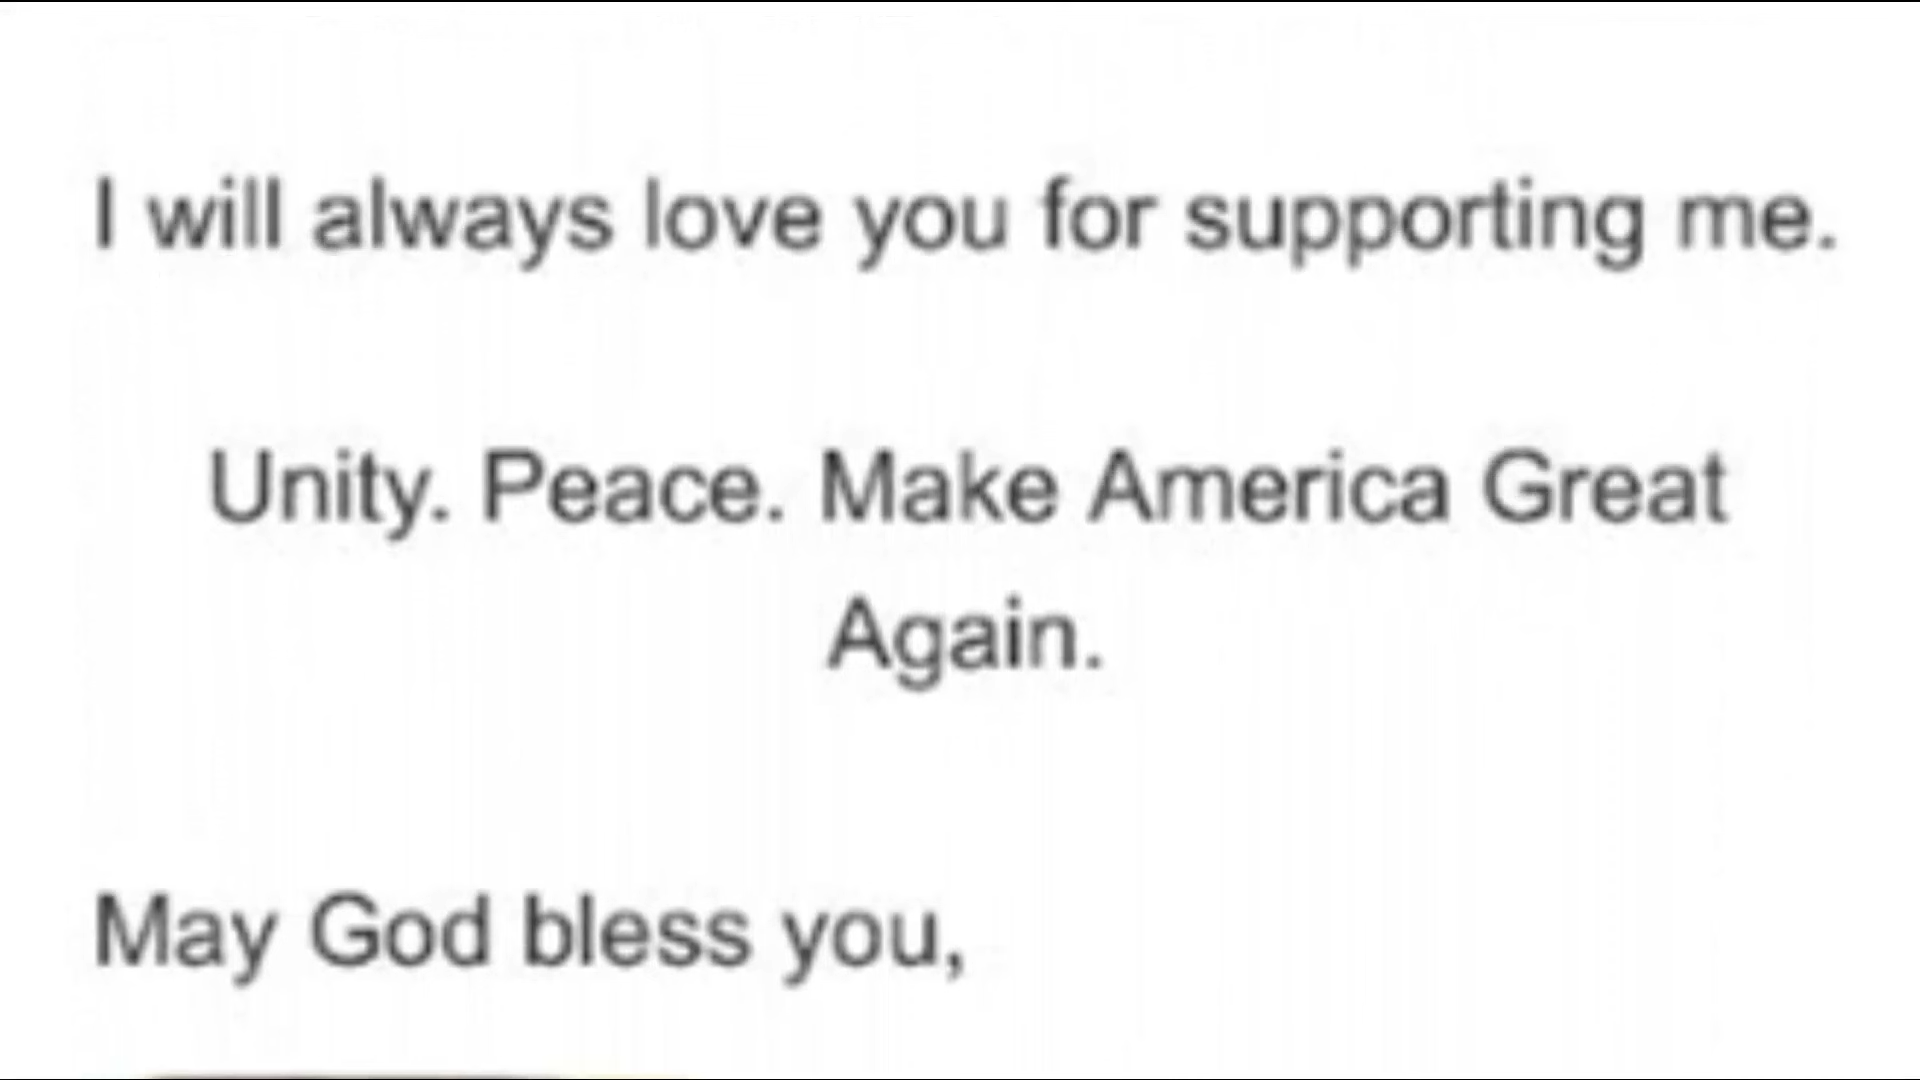 I will always love you for supporting me.
Unity. Peace. Make America Great
Again.
May God bless you,